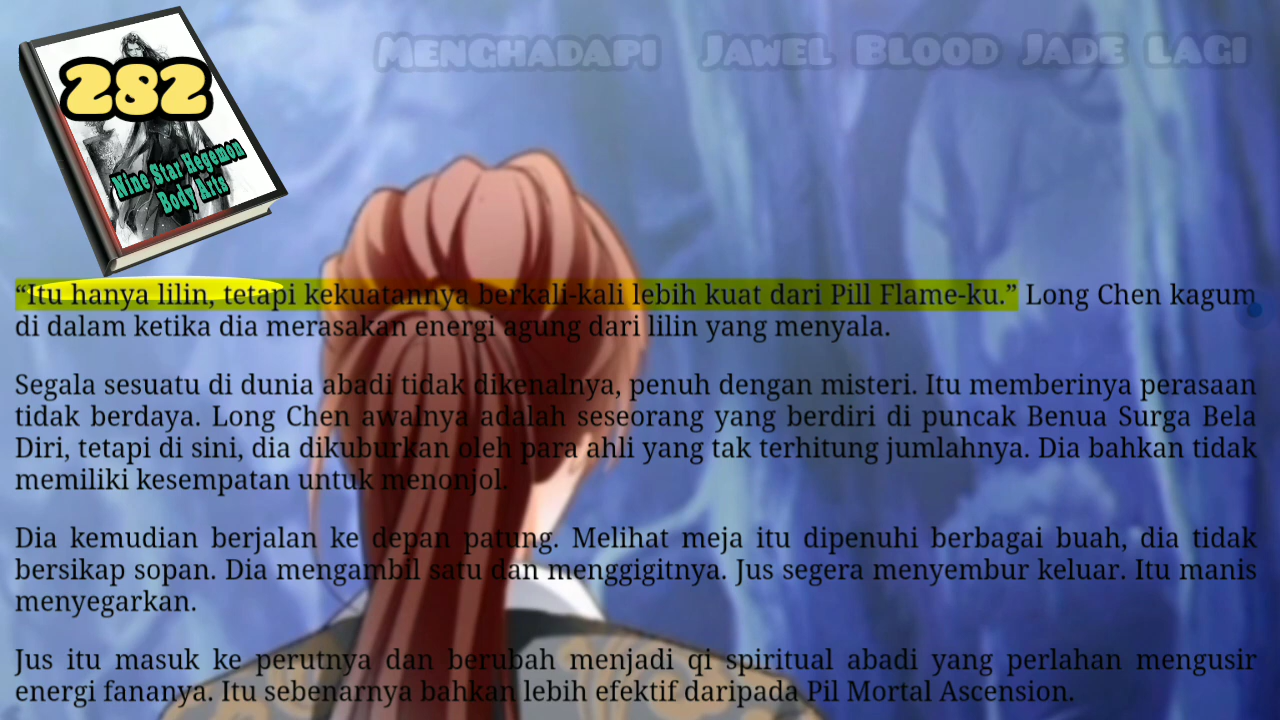 282
Nine Star Hegemon
Body Arts
Menghadapi Jawel Blood Jade Lagi
“Itu hanya lilin, tetapi kekuatannya berkali-kali lebih kuat dari Pill Flame-ku.” Long Chen kagum
di dalam ketika dia merasakan energi agung dari lilin yang menyala.
Segala sesuatu di dunia abadi tidak dikenalnya, penuh dengan misteri. Itu memberinya perasaan
tidak berdaya. Long Chen awalnya adalah seseorang yang berdiri di puncak Benua Surga Bela
Diri, tetapi di sini, dia dikuburkan oleh para ahli yang tak terhitung jumlahnya. Dia bahkan tidak
memiliki kesempatan untuk menonjol.
Dia kemudian berjalan ke depan patung. Melihat meja itu dipenuhi berbagai buah, dia tidak
bersikap sopan. Dia mengambil satu dan menggigitnya. Jus segera menyembur keluar. Itu manis
menyegarkan.
Jus itu masuk ke perutnya dan berubah menjadi qi spiritual abadi yang perlahan mengusir
energi fananya. Itu sebenarnya bahkan lebih efektif daripada Pil Mortal Ascension.